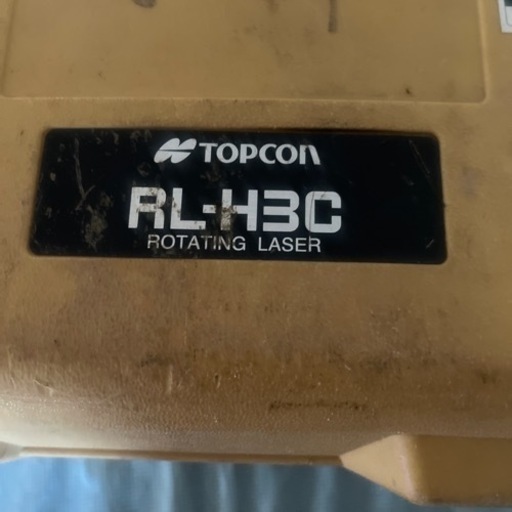 TOPCON
RL-H3C
ROTATING LASER